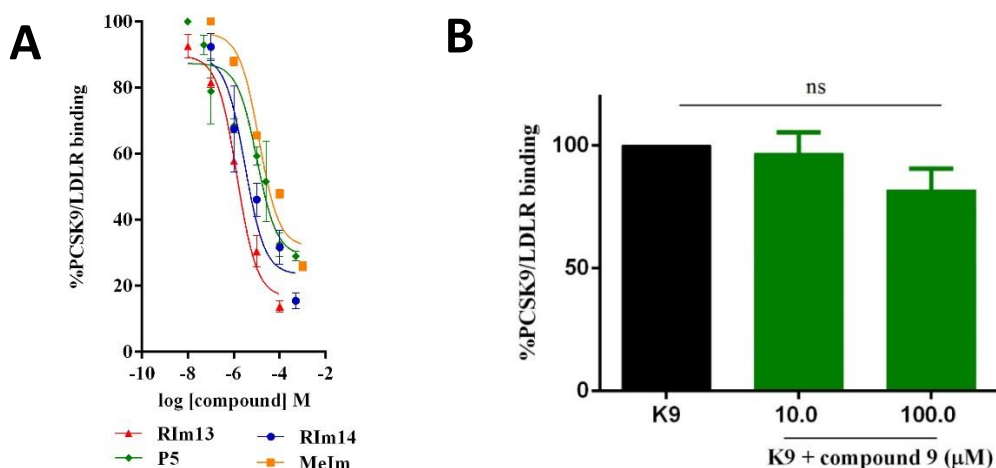 A
%PCSK9/LDLR binding
100
80
60
40
20
0
-10 -8 -6 -4 -2
log [compound] M
RIm13 RIm14
P5 MeIm
B
%PCSK9/LDLR binding
ns
100
50
0
K9 10.0 100.0
K9 + compound 9 (μM)